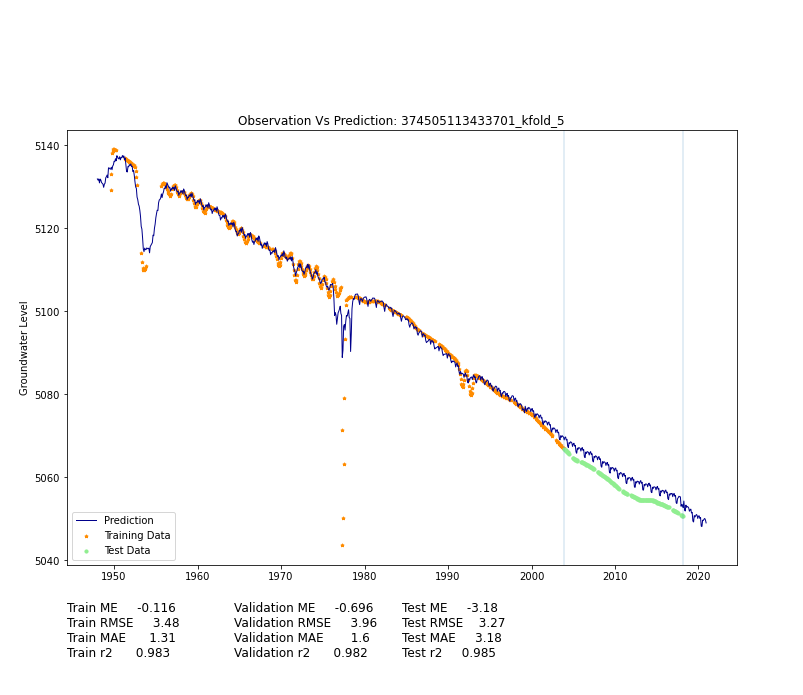 Observation Vs Prediction: 374505113433701_kfold_5
5140
5120
5100
5080
5060
5040
Groundwater Level
Prediction
Training Data
Test Data
1950 1960 1970 1980 1990 2000 2010 2020
Train ME -0.116 Validation ME -0.696 Test ME -3.18
Train RMSE 3.48 Validation RMSE 3.96 Test RMSE 3.27
Train MAE 1.31 Validation MAE 1.6 Test MAE 3.18
Train r2 0.983 Validation r2 0.982 Test r2 0.985